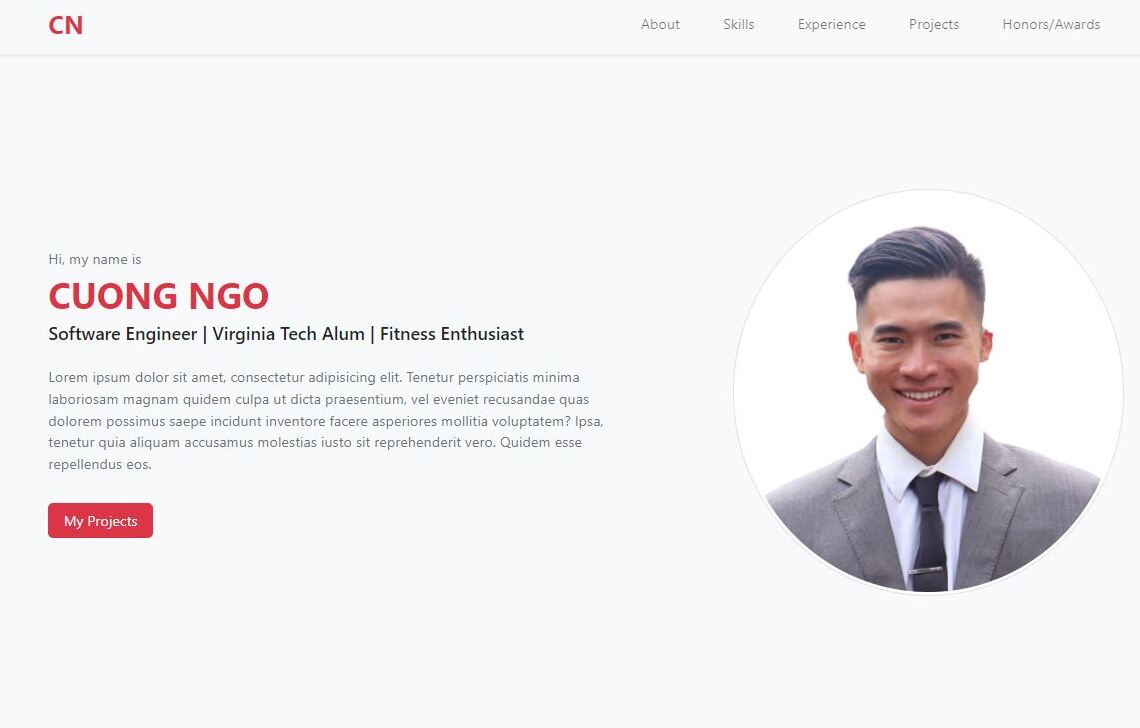 CN
About Skills Experience Projects Honors/Awards
Hi, my name is
CUONG NGO
Software Engineer | Virginia Tech Alum | Fitness Enthusiast
Lorem ipsum dolor sit amet, consectetur adipisicing elit. Tenetur perspiciatis minima
laboriosam magnam quidem culpa ut dicta praesentium, vel eveniet recusandae quas
dolorem possimus saepe incidunt inventore facere asperiores mollitia voluptatem? Ipsa,
tenetur quia aliquam accusamus molestias iusto sit reprehenderit vero. Quidem esse
repellendus eos.
My Projects